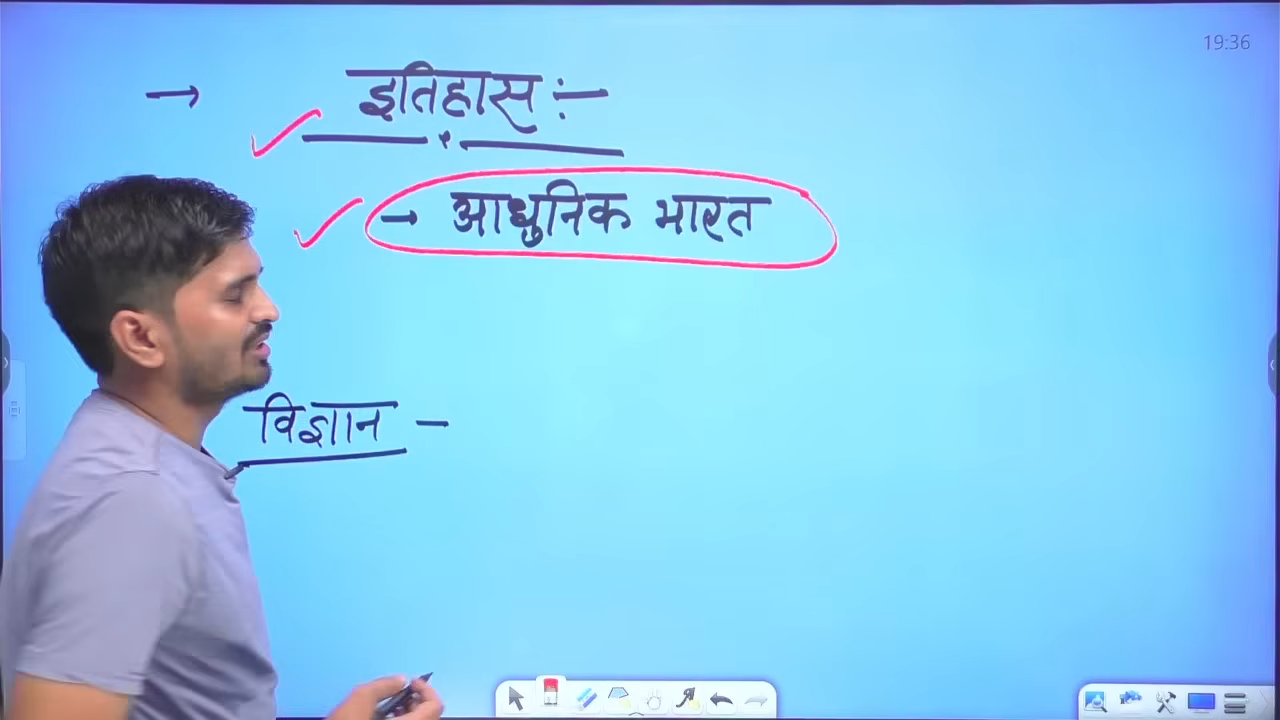 19:36
→ इतिहास :-
→ आधुनिक भारत
विज्ञान -